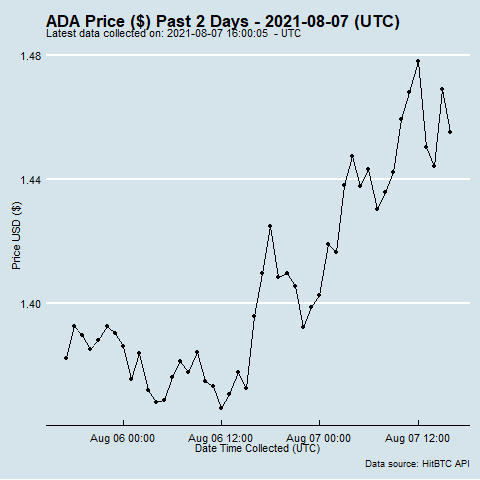 ADA Price ($) Past 2 Days - 2021-08-07 (UTC)
Latest data collected on: 2021-08-07 16:00:05 - UTC
1.48
1.44
1.40
Price USD ($)
Aug 06 00:00 Aug 06 12:00 Aug 07 00:00 Aug 07 12:00
Date Time Collected (UTC)
Data source: HitBTC API